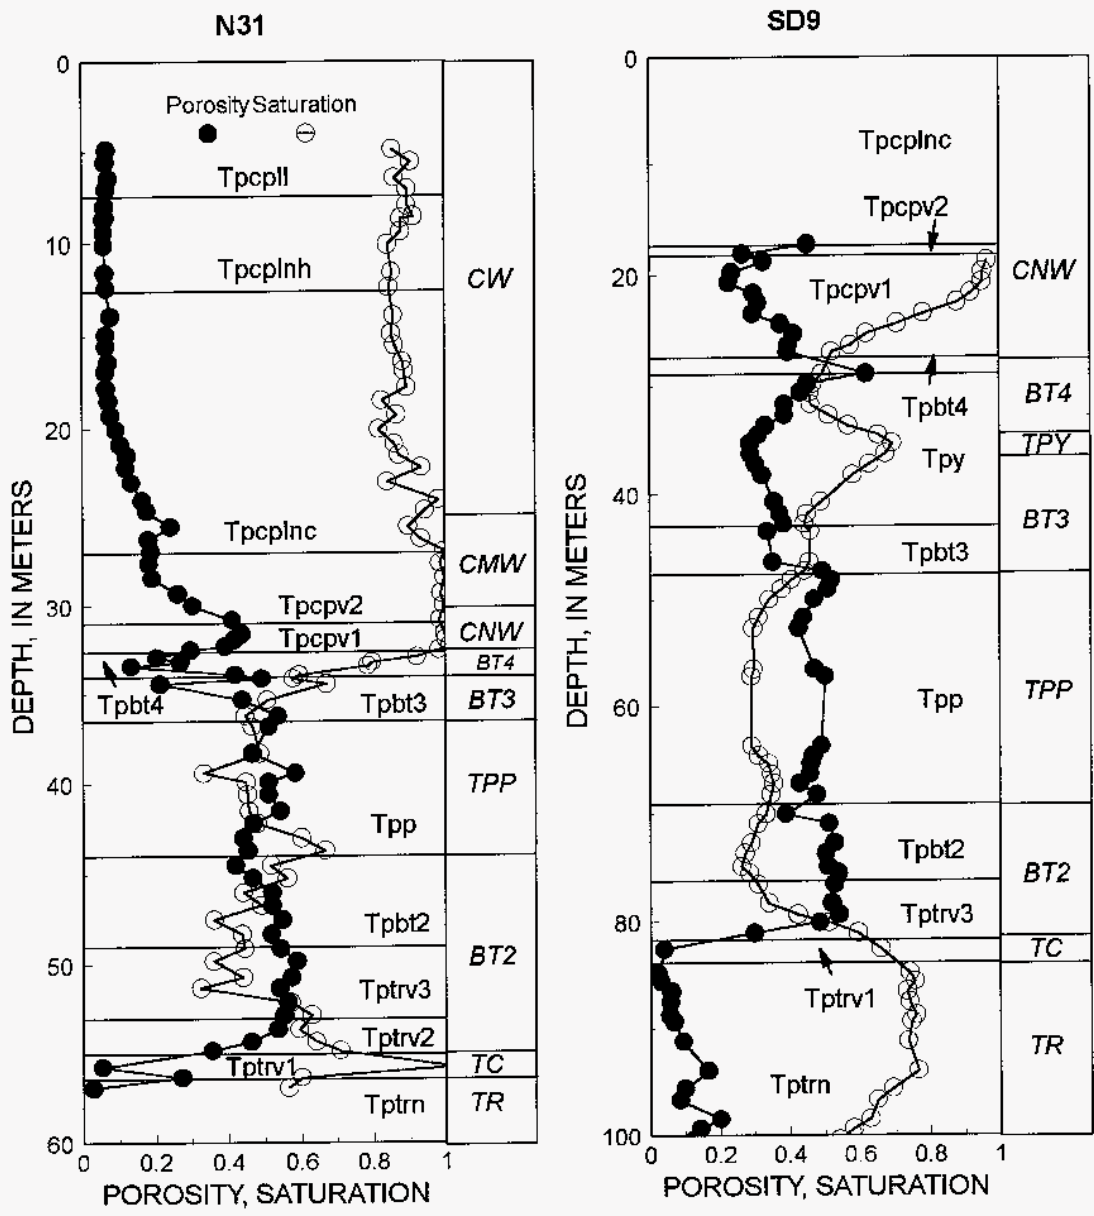 N31
0
10
20
30
40
50
60
DEPTH, IN METERS
Porosity Saturation
Tpcpll
Tpcplnh
Tpcplnc
Tpcpv2
Tpcpv1
Tpbt4
Tpbt3
Tpp
Tpbt2
Tptrv3
Tptrv2
Tptrv1
Tptrn
CW
CMW
CNW
BT4
BT3
TPP
BT2
TC
TR
0 0.2 0.4 0.6 0.8 1
POROSITY, SATURATION
SD9
0
20
40
60
80
100
DEPTH, IN METERS
Tpcplnc
Tpcpv2
Tpcpv1
Tpbt4
Tpy
Tpbt3
Tpp
Tpbt2
Tptrv3
Tptrv1
Tptrn
CNW
BT4
TPY
BT3
TPP
BT2
TC
TR
0 0.2 0.4 0.6 0.8 1
POROSITY, SATURATION